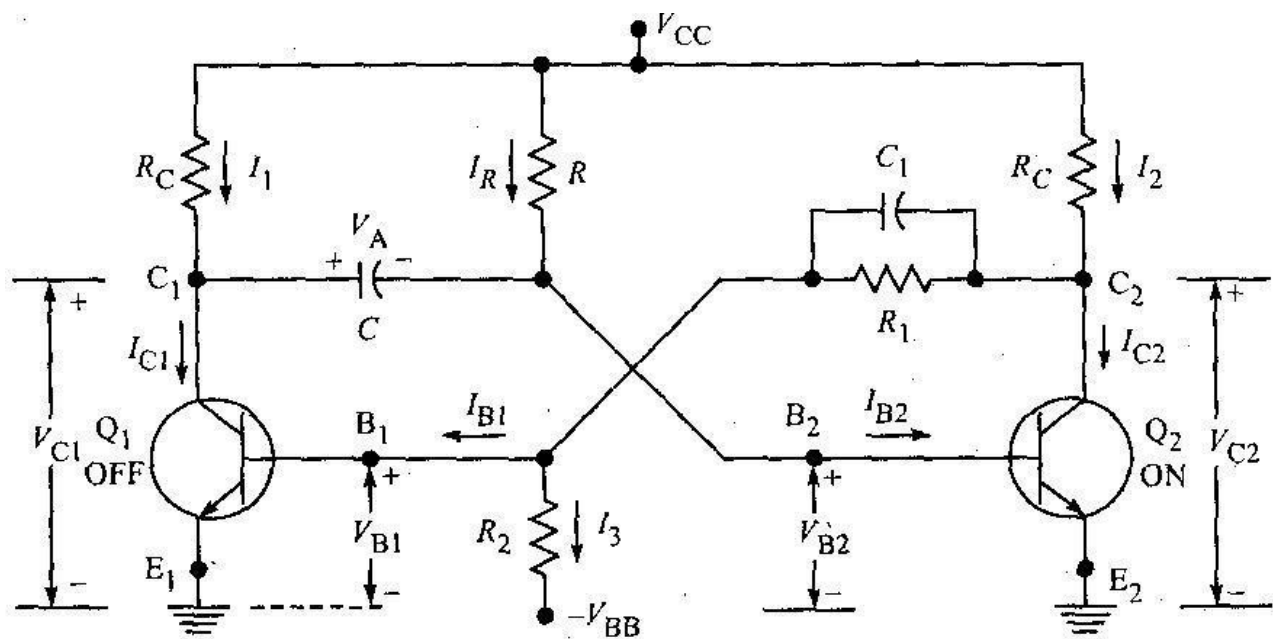 V_CC
R_C I_1 I_R R C_1 R_C I_2
V_A
+ −
C_1 C R_1 C_2
+ +
I_C1 I_C2
I_B1 I_B2
Q_1 B_1 B_2 Q_2
V_C1 OFF ON V_C2
+ +
V_B1 R_2 I_3 V_B2
E_1 E_2
− − − −
−V_BB